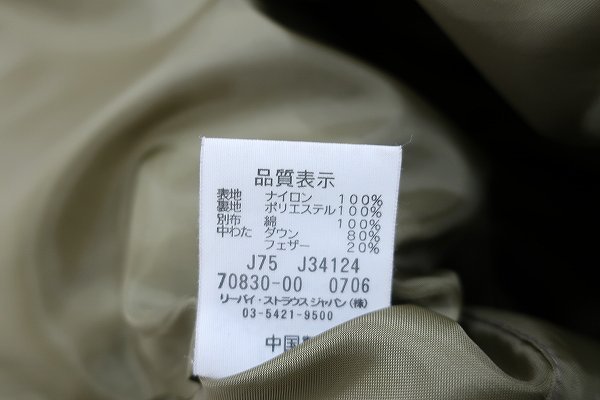 品質表示
表地 ナイロン 100%
裏地 ポリエステル 100%
別布 綿 100%
中わた ダウン 80%
フェザー 20%
J75 J34124
70830-00 0706
リーバイ・ストラウス ジャパン(株)
03-5421-9500
中国